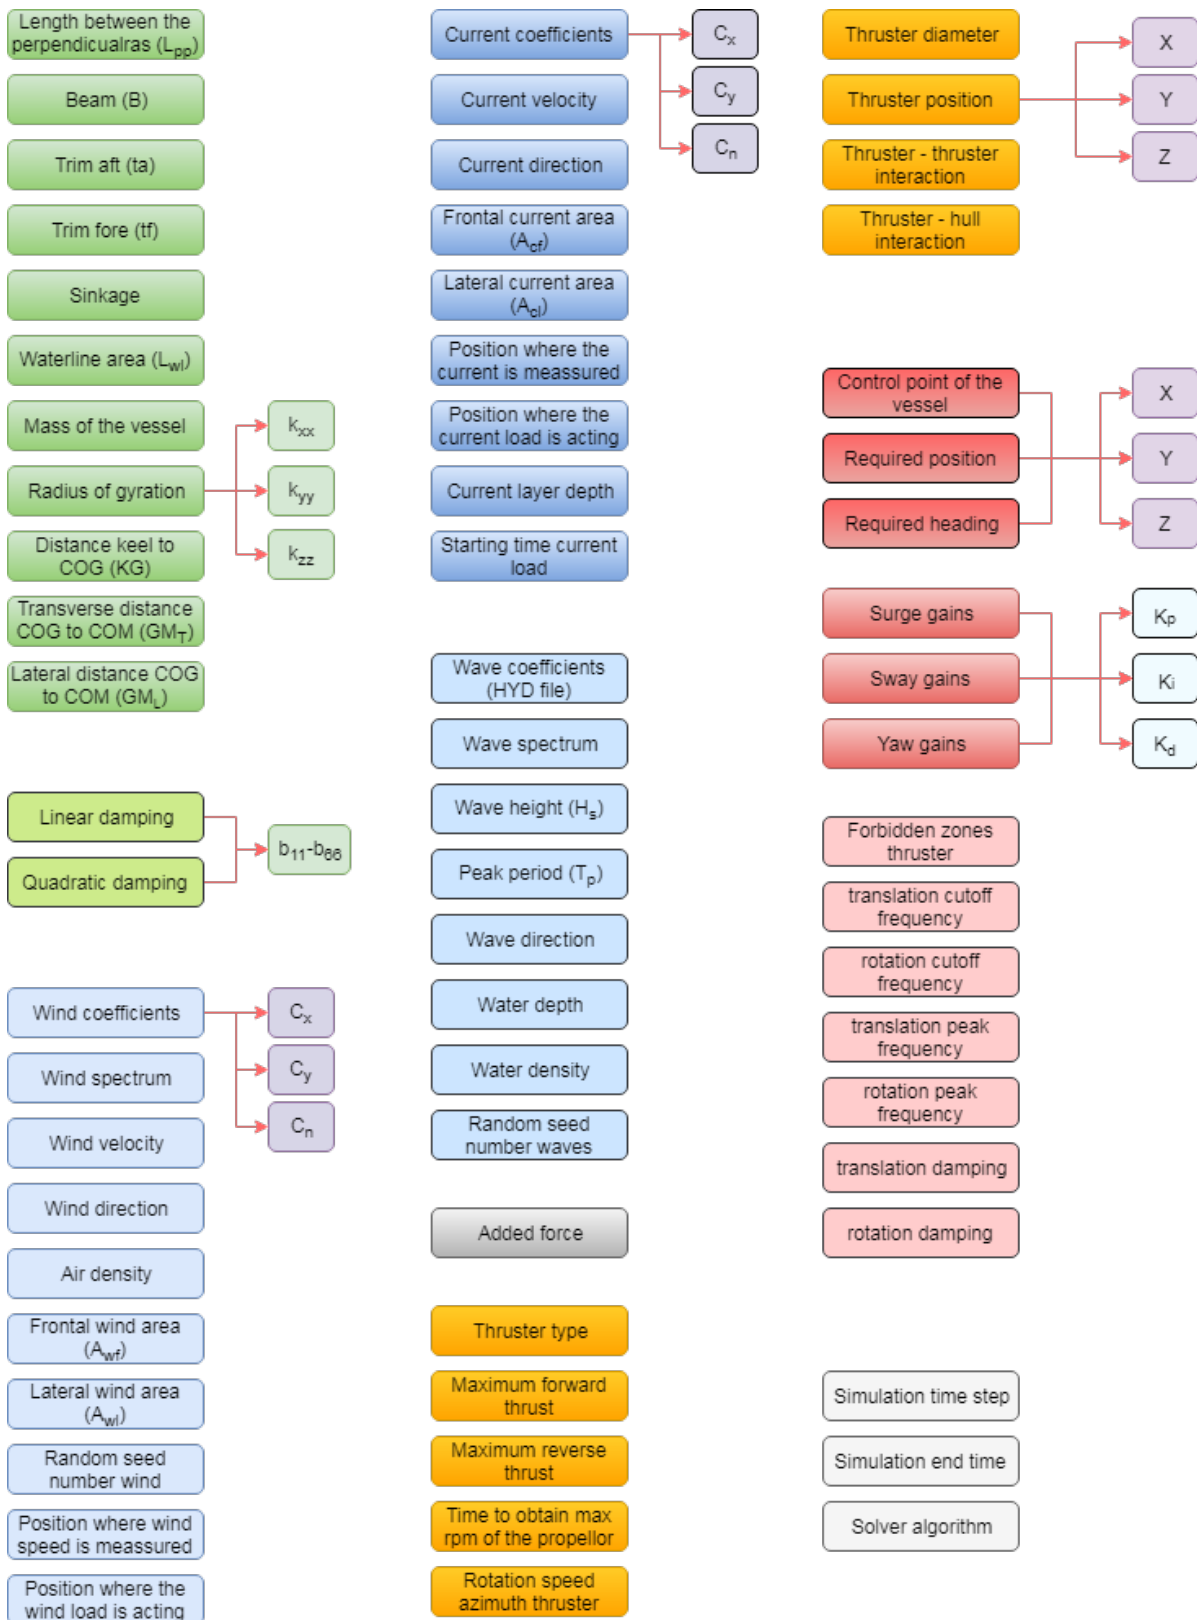 Length between the
perpendicualras (Lpp)
Beam (B)
Trim aft (ta)
Trim fore (tf)
Sinkage
Waterline area (Lwl)
Mass of the vessel
Radius of gyration
kxx
kyy
kzz
Distance keel to
COG (KG)
Transverse distance
COG to COM (GMT)
Lateral distance COG
to COM (GML)
Linear damping
Quadratic damping
b11-b66
Wind coefficients
Cx
Cy
Cn
Wind spectrum
Wind velocity
Wind direction
Air density
Frontal wind area
(Awf)
Lateral wind area
(Awl)
Random seed
number wind
Position where wind
speed is meassured
Position where the
wind load is acting
Current coefficients
Cx
Cy
Cn
Current velocity
Current direction
Frontal current area
(Acf)
Lateral current area
(Acl)
Position where the
current is meassured
Position where the
current load is acting
Current layer depth
Starting time current
load
Wave coefficients
(HYD file)
Wave spectrum
Wave height (Hs)
Peak period (Tp)
Wave direction
Water depth
Water density
Random seed
number waves
Added force
Thruster type
Maximum forward
thrust
Maximum reverse
thrust
Time to obtain max
rpm of the propellor
Rotation speed
azimuth thruster
Thruster diameter
Thruster position
X
Y
Z
Thruster - thruster
interaction
Thruster - hull
interaction
Control point of the
vessel
Required position
Required heading
X
Y
Z
Surge gains
Sway gains
Yaw gains
Kp
Ki
Kd
Forbidden zones
thruster
translation cutoff
frequency
rotation cutoff
frequency
translation peak
frequency
rotation peak
frequency
translation damping
rotation damping
Simulation time step
Simulation end time
Solver algorithm